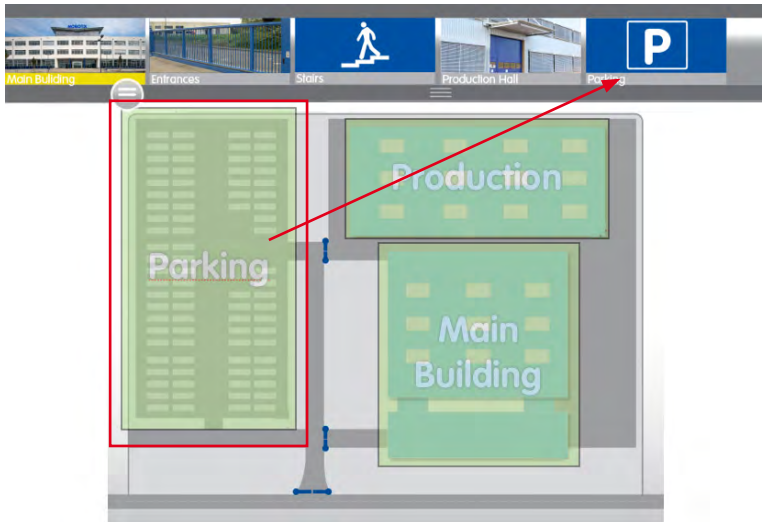 Main Building
Entrances
Stairs
Production Hall
P
Parking
Production
Parking
Main
Building